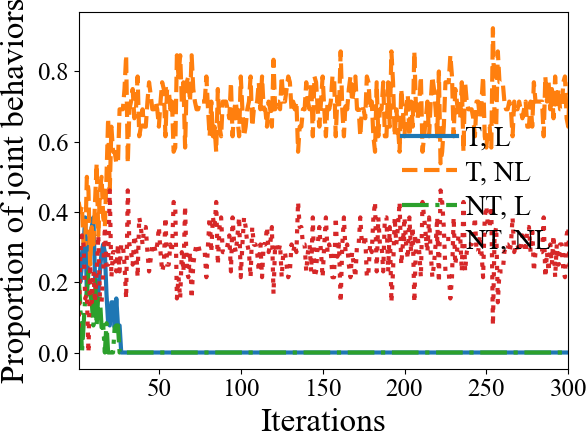 Proportion of joint behaviors
0.8
0.6
0.4
0.2
0.0
T, L
T, NL
NT, L
NT, NL
50
100
150
200
250
300
Iterations